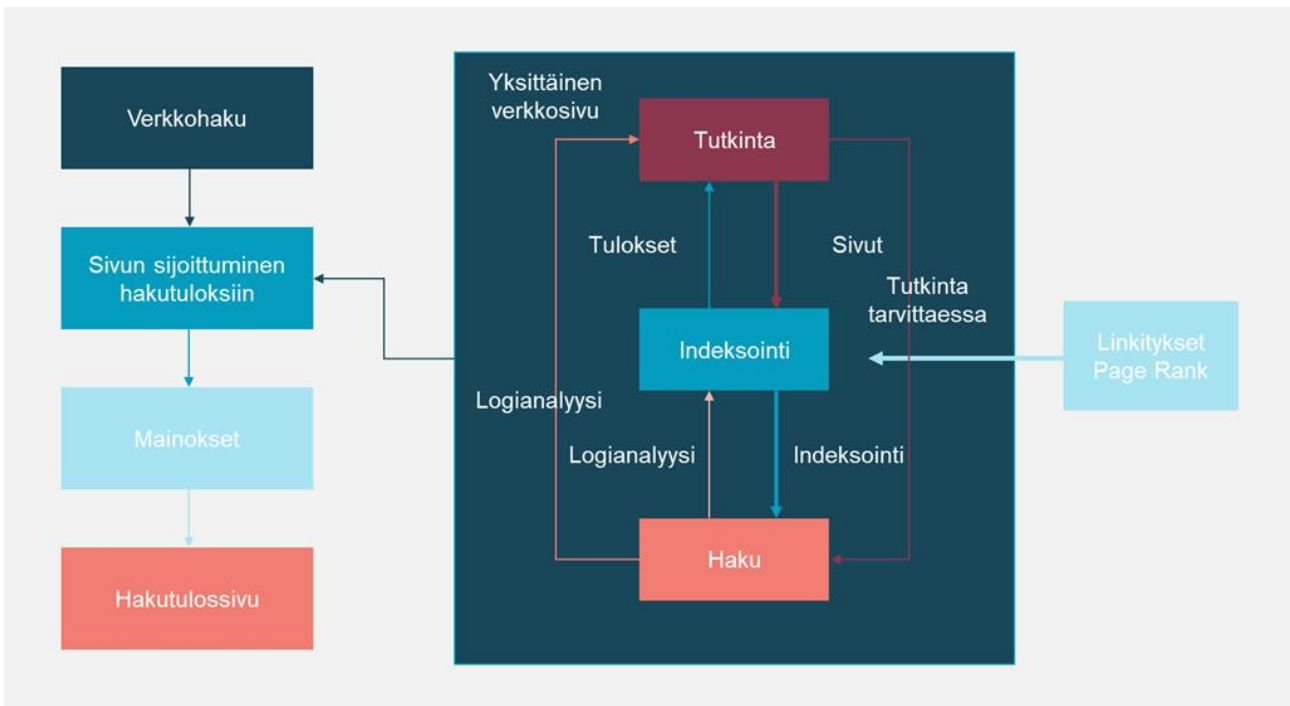 Verkkohaku
Sivun sijoittuminen
hakutuloksiin
Mainokset
Hakutulossivu
Yksittäinen
verkkosivu
Tutkinta
Tulokset
Sivut
Tutkinta
tarvittaessa
Indeksointi
Logianalyysi
Logianalyysi
Indeksointi
Haku
Linkitykset
Page Rank